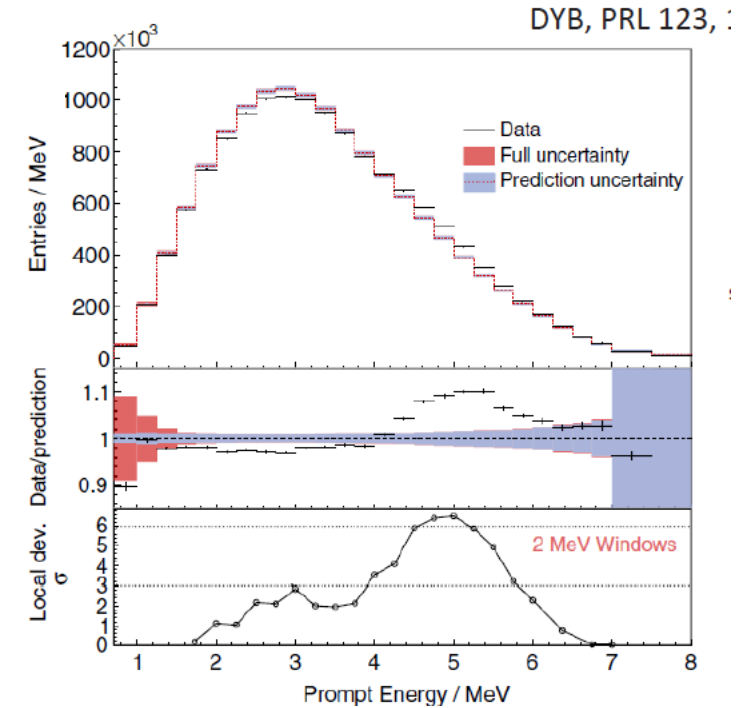 DYB, PRL 123, 1
×10³
1200
1000
800
600
400
200
0
Entries / MeV
Data
Full uncertainty
Prediction uncertainty
1.1
1
0.9
Data/prediction
6
5
4
3
2
1
0
Local dev.
σ
2 MeV Windows
1 2 3 4 5 6 7 8
Prompt Energy / MeV